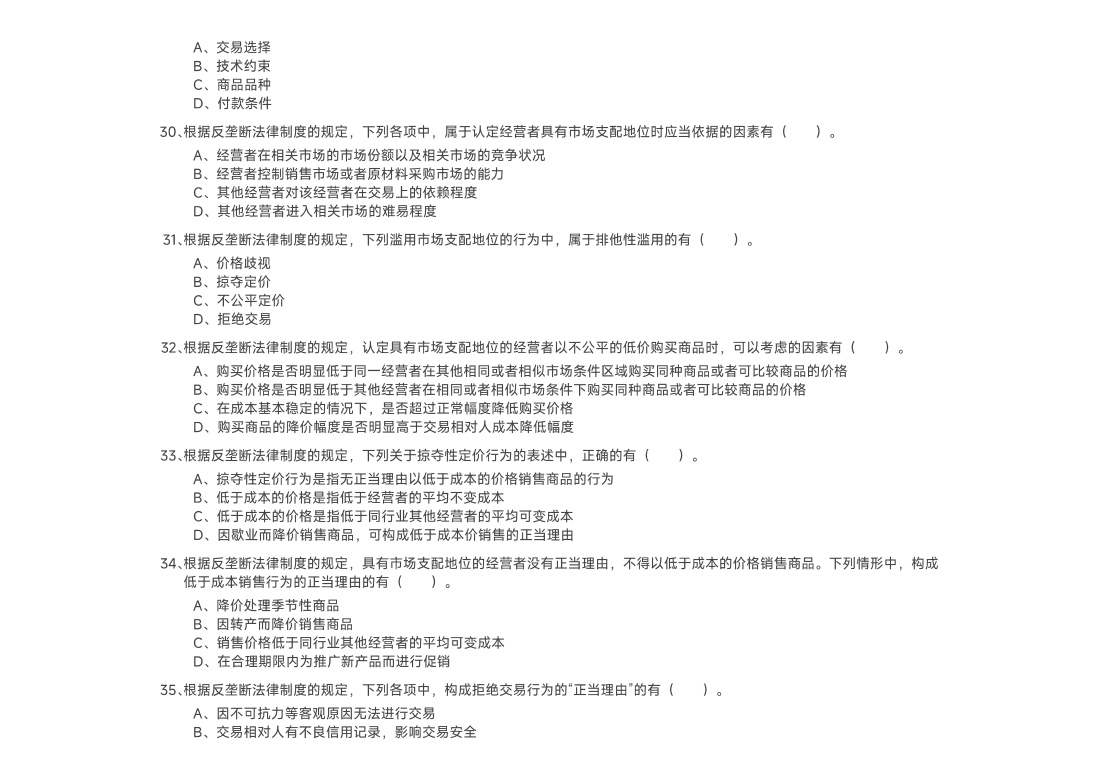 A、交易选择
B、技术约束
C、商品品种
D、付款条件
30、根据反垄断法律制度的规定，下列各项中，属于认定经营者具有市场支配地位时应当依据的因素有（　　）。
A、经营者在相关市场的市场份额以及相关市场的竞争状况
B、经营者控制销售市场或者原材料采购市场的能力
C、其他经营者对该经营者在交易上的依赖程度
D、其他经营者进入相关市场的难易程度
31、根据反垄断法律制度的规定，下列滥用市场支配地位的行为中，属于排他性滥用的有（　　）。
A、价格歧视
B、掠夺定价
C、不公平定价
D、拒绝交易
32、根据反垄断法律制度的规定，认定具有市场支配地位的经营者以不公平的低价购买商品时，可以考虑的因素有（　　）。
A、购买价格是否明显低于同一经营者在其他相同或者相似市场条件区域购买同种商品或者可比较商品的价格
B、购买价格是否明显低于其他经营者在相同或者相似市场条件下购买同种商品或者可比较商品的价格
C、在成本基本稳定的情况下，是否超过正常幅度降低购买价格
D、购买商品的降价幅度是否明显高于交易相对人成本降低幅度
33、根据反垄断法律制度的规定，下列关于掠夺性定价行为的表述中，正确的有（　　）。
A、掠夺性定价行为是指无正当理由以低于成本的价格销售商品的行为
B、低于成本的价格是指低于经营者的平均不变成本
C、低于成本的价格是指低于同行业其他经营者的平均可变成本
D、因歇业而降价销售商品，可构成低于成本价销售的正当理由
34、根据反垄断法律制度的规定，具有市场支配地位的经营者没有正当理由，不得以低于成本的价格销售商品。下列情形中，构成
低于成本销售行为的正当理由的有（　　）。
A、降价处理季节性商品
B、因转产而降价销售商品
C、销售价格低于同行业其他经营者的平均可变成本
D、在合理期限内为推广新产品而进行促销
35、根据反垄断法律制度的规定，下列各项中，构成拒绝交易行为的“正当理由”的有（　　）。
A、因不可抗力等客观原因无法进行交易
B、交易相对人有不良信用记录，影响交易安全